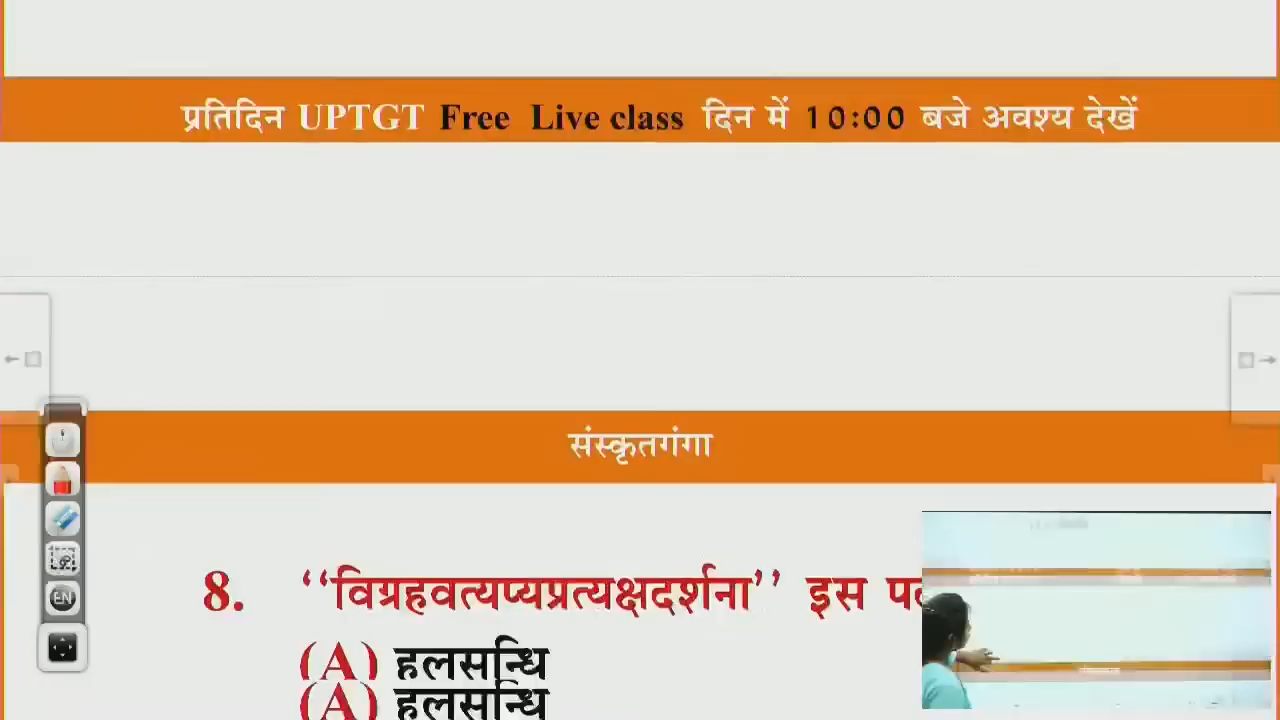 प्रतिदिन UPTGT Free Live class दिन में 10:00 बजे अवश्य देखें
संस्कृतगंगा
EN
8. ‘‘विग्रहवत्यप्यप्रत्यक्षदर्शना’’ इस
(A) हलसन्धि
(A) हलसन्धि